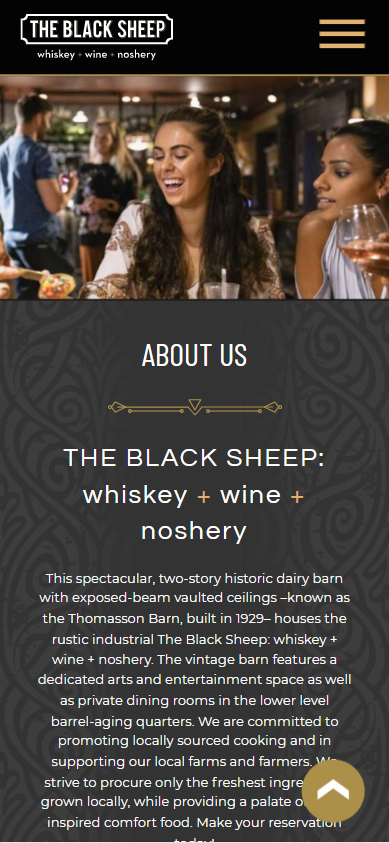 THE BLACK SHEEP
whiskey + wine + noshery
ABOUT US
THE BLACK SHEEP:
whiskey + wine +
noshery
This spectacular, two-story historic dairy barn
with exposed-beam vaulted ceilings –known as
the Thomasson Barn, built in 1929– houses the
rustic industrial The Black Sheep: whiskey +
wine + noshery. The vintage barn features a
dedicated arts and entertainment space as well
as private dining rooms in the lower level
barrel-aging quarters. We are committed to
promoting locally sourced cooking and in
supporting our local farms and farmers. We
strive to procure only the freshest
grown locally, while providing a palate
inspired comfort food. Make your reservation
today!